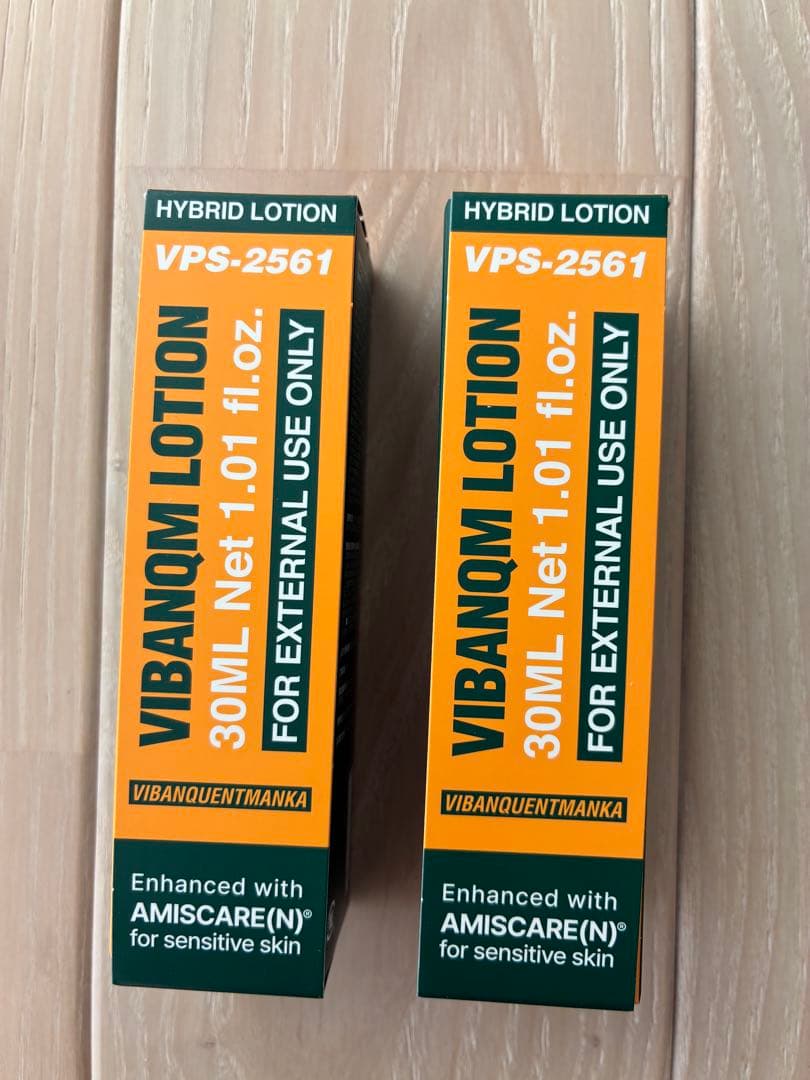 HYBRID LOTION
VPS-2561
VIBANQM LOTION
30ML Net 1.01 fl.oz.
FOR EXTERNAL USE ONLY
VIBANQUENTMANKA
Enhanced with
AMISCARE(N)®
for sensitive skin
HYBRID LOTION
VPS-2561
VIBANQM LOTION
30ML Net 1.01 fl.oz.
FOR EXTERNAL USE ONLY
VIBANQUENTMANKA
Enhanced with
AMISCARE(N)®
for sensitive skin